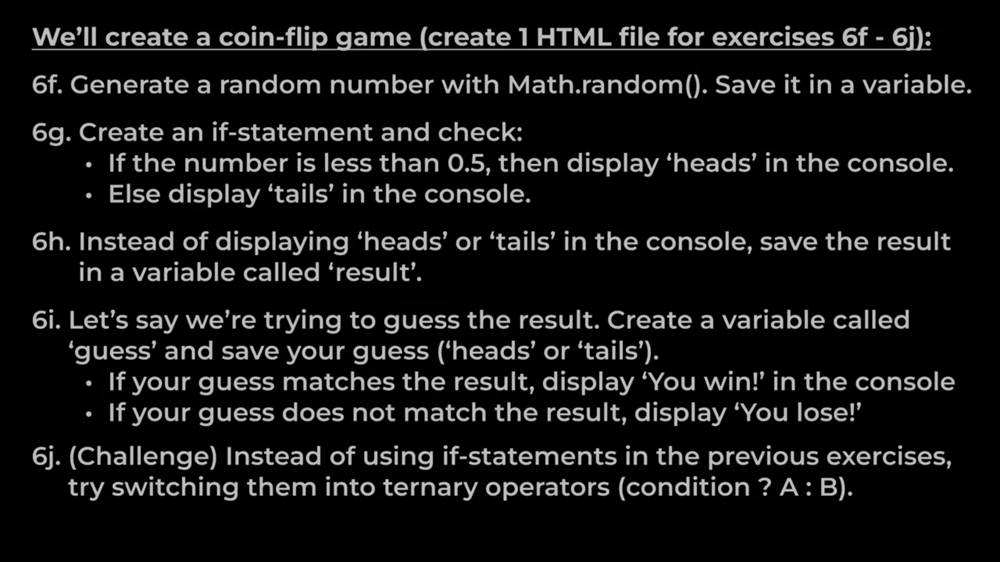 We’ll create a coin-flip game (create 1 HTML file for exercises 6f - 6j):
6f. Generate a random number with Math.random(). Save it in a variable.
6g. Create an if-statement and check:
• If the number is less than 0.5, then display ‘heads’ in the console.
• Else display ‘tails’ in the console.
6h. Instead of displaying ‘heads’ or ‘tails’ in the console, save the result
in a variable called ‘result’.
6i. Let’s say we’re trying to guess the result. Create a variable called
‘guess’ and save your guess (‘heads’ or ‘tails’).
• If your guess matches the result, display ‘You win!’ in the console
• If your guess does not match the result, display ‘You lose!’
6j. (Challenge) Instead of using if-statements in the previous exercises,
try switching them into ternary operators (condition ? A : B).